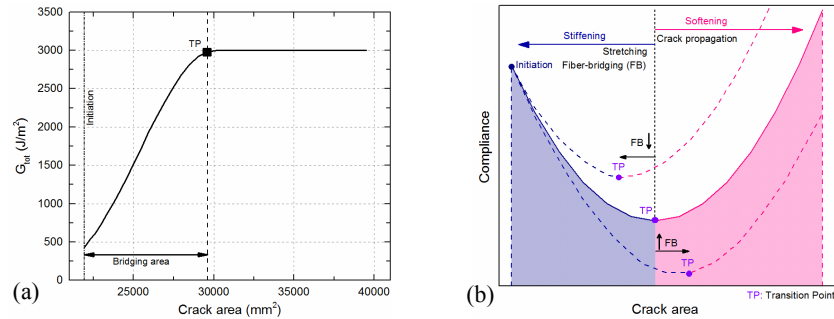 TP
Initiation
3500
3000
2500
2000
1500
1000
500
0
G_tot (J/m²)
Bridging area
25000
30000
35000
40000
Crack area (mm²)
(a)
Softening
Stiffening
Crack propagation
Stretching
Initiation
Fiber-bridging (FB)
FB
TP
TP
FB
TP
Compliance
Crack area
TP: Transition Point
(b)